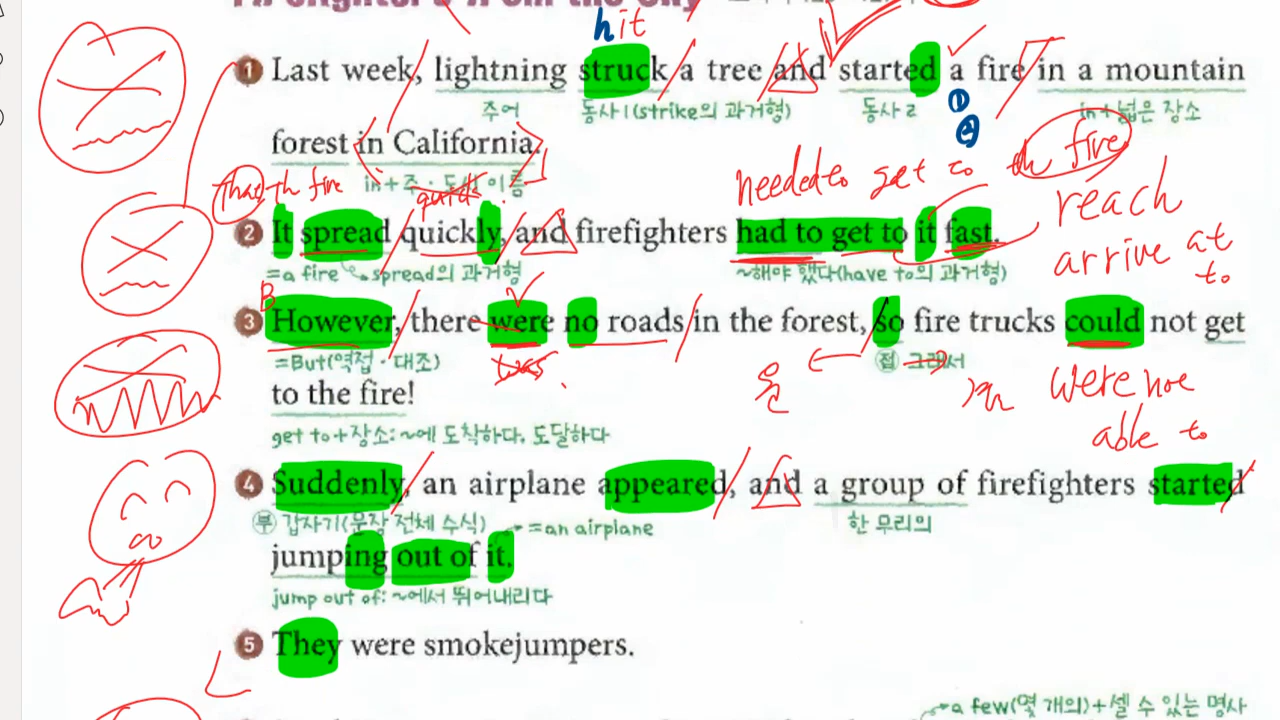 hit
❶ Last week, lightning struck a tree and started a fire in a mountain
주어 동사1(strike의 과거형) 동사2 in+넓은 장소
① ②
forest in California.
needed to get to the fire
That the fire
❷ It spread quickly, and firefighters had to get to it fast.
reach
arrive at
to
=a fire spread의 과거형 ~해야 했다(have to의 과거형)
B
❸ However, there were no roads in the forest, so fire trucks could not get
=But(역접·대조) was 접 그래서
were not
able to
to the fire!
get to+장소: ~에 도착하다, 도달하다
❹ Suddenly, an airplane appeared, and a group of firefighters started
부 갑자기(문장 전체 수식) =an airplane 한 무리의
jumping out of it.
jump out of: ~에서 뛰어내리다
❺ They were smokejumpers.
a few(몇 개의)+셀 수 있는 명사